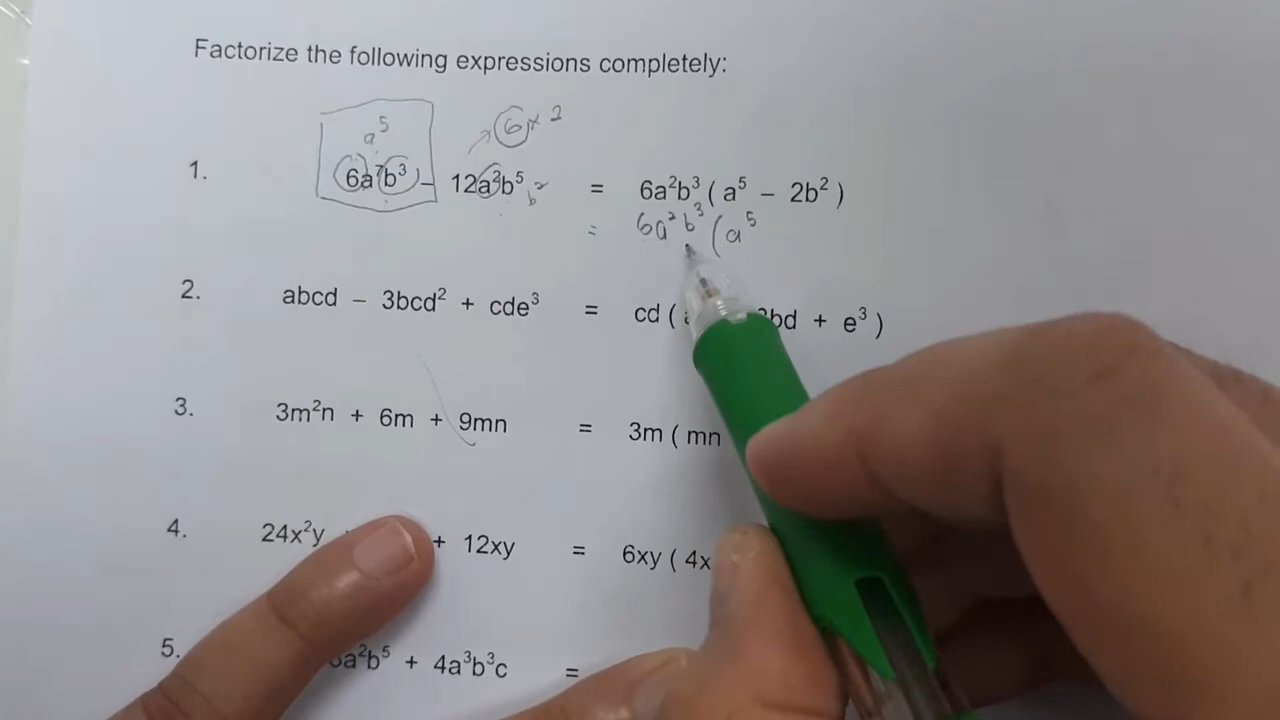 Factorize the following expressions completely:
a⁵ 6 x 2
1. 6a⁷b³ – 12a²b⁵ b² = 6a²b³ ( a⁵ – 2b² )
= 6a²b³ (a⁵
2. abcd – 3bcd² + cde³ = cd ( bd + e³ )
3. 3m²n + 6m + 9mn = 3m ( mn
4. 24x²y + 12xy = 6xy ( 4x
5. a²b⁵ + 4a³b³c =